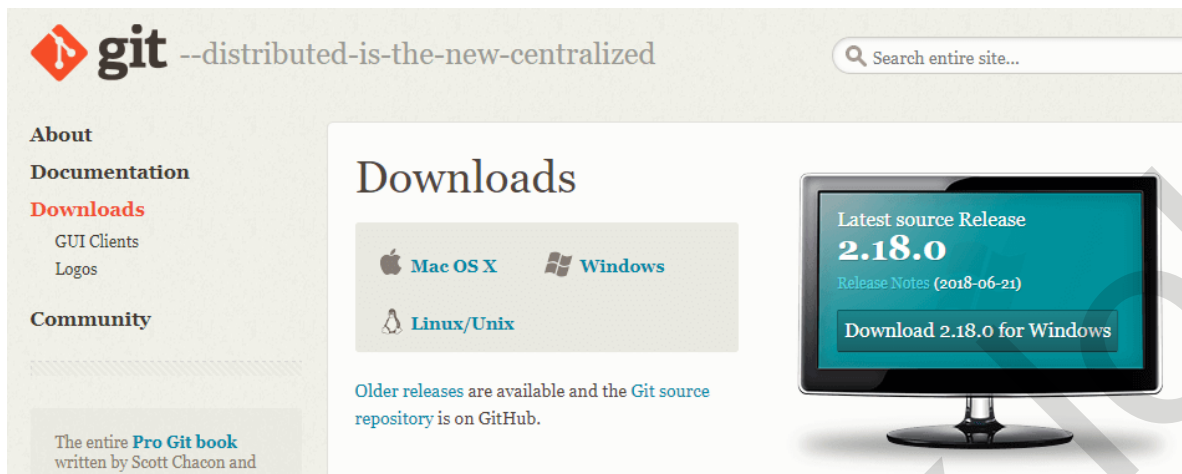 git --distributed-is-the-new-centralized
Search entire site...
About
Documentation
Downloads
GUI Clients
Logos
Community
The entire Pro Git book
written by Scott Chacon and
Downloads
Mac OS X
Windows
Linux/Unix
Older releases are available and the Git source
repository is on GitHub.
Latest source Release
2.18.0
Release Notes (2018-06-21)
Download 2.18.0 for Windows